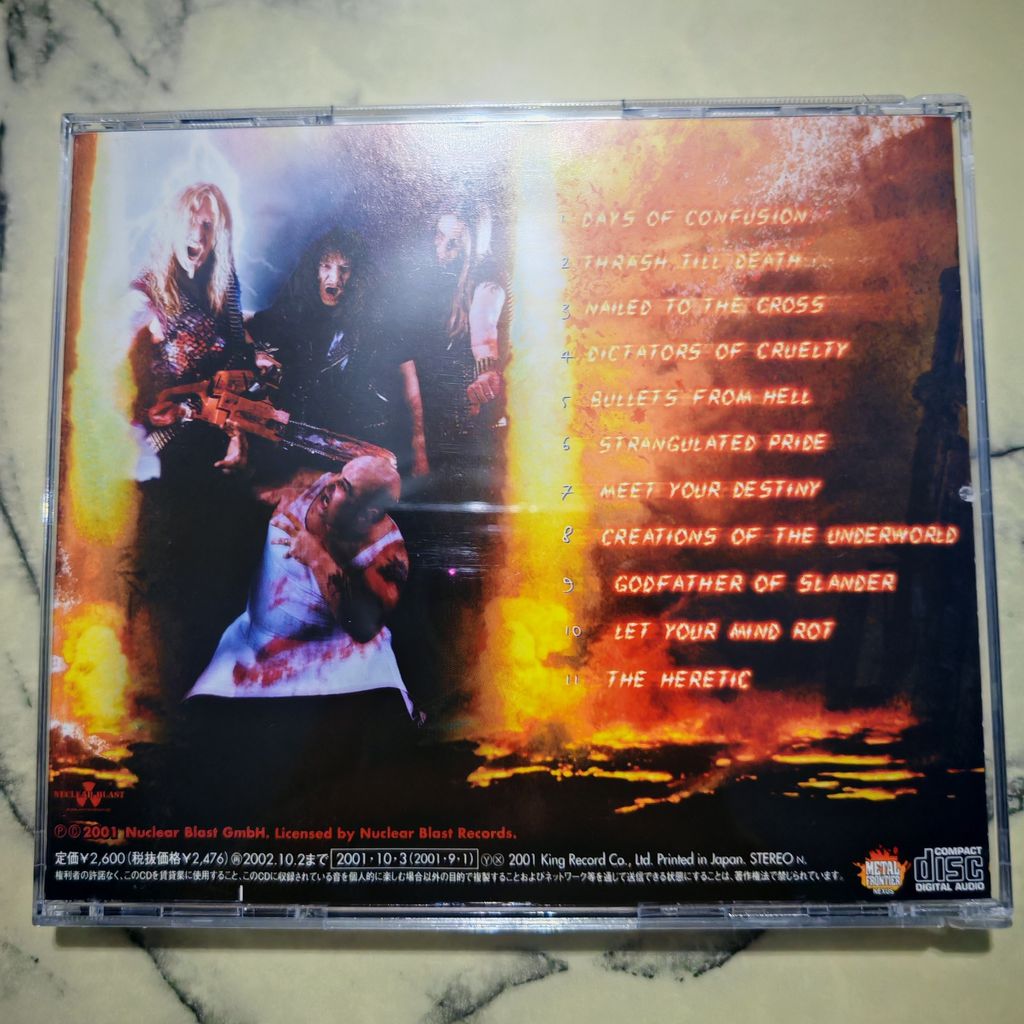 1 DAYS OF CONFUSION
2 THRASH TILL DEATH
3 NAILED TO THE CROSS
4 DICTATORS OF CRUELTY
5 BULLETS FROM HELL
6 STRANGULATED PRIDE
7 MEET YOUR DESTINY
8 CREATIONS OF THE UNDERWORLD
9 GODFATHER OF SLANDER
10 LET YOUR MIND ROT
11 THE HERETIC
NUCLEAR BLAST
Ⓟ© 2001 Nuclear Blast GmbH. Licensed by Nuclear Blast Records.
定価¥2,600(税抜価格¥2,476) 再 2002.10.2まで 2001・10・3(2001・9・1) Ⓨ Ⓧ 2001 King Record Co., Ltd. Printed in Japan. STEREO N.
権利者の許諾なく、このCDを賃貸業に使用すること、このCDに収録されている音を個人的に楽しむ場合以外の目的で複製することおよびネットワーク等を通じて送信できる状態にすることは、著作権法で禁じられています。
METAL
FRONTIER
NEXUS
COMPACT
disc
DIGITAL AUDIO